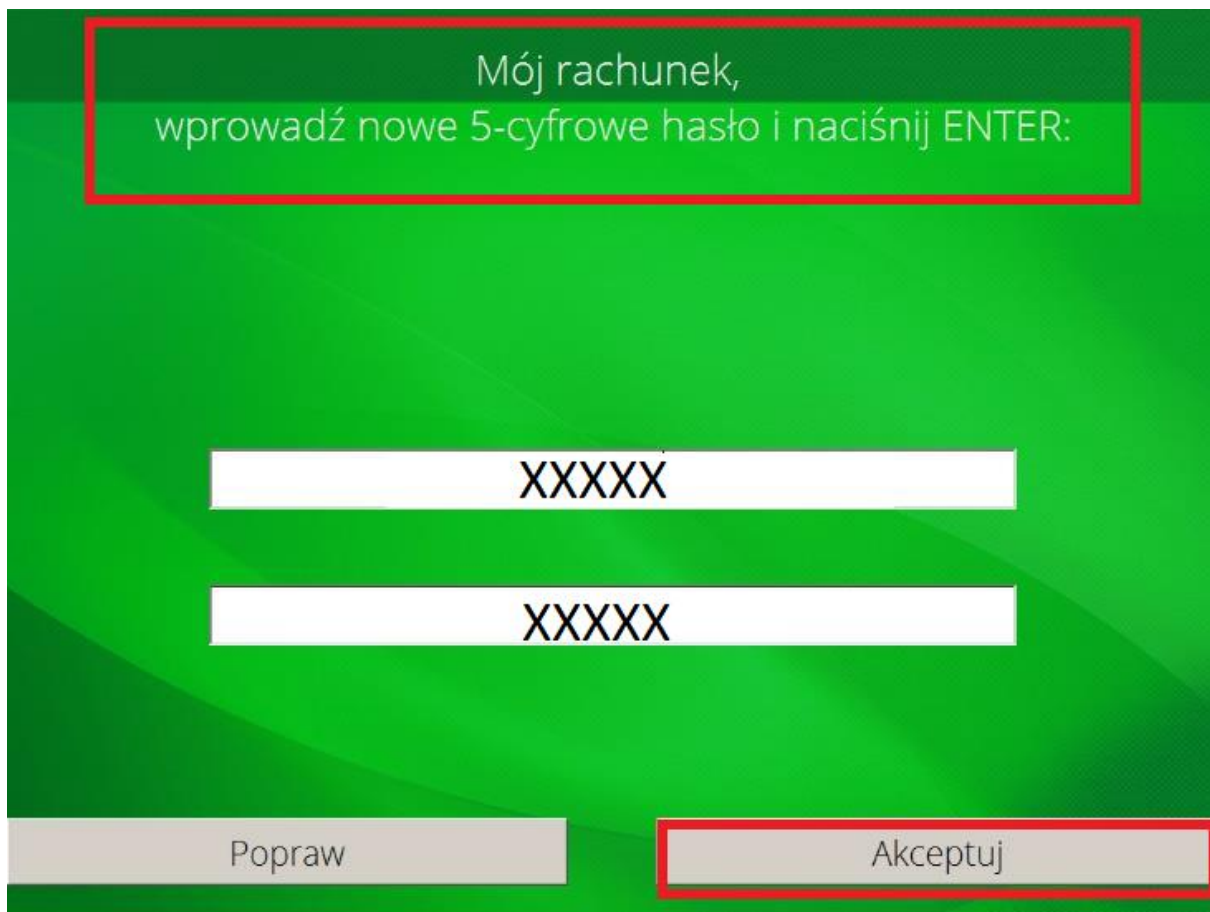 Mój rachunek,
wprowadź nowe 5-cyfrowe hasło i naciśnij ENTER:
XXXXX
XXXXX
Popraw
Akceptuj